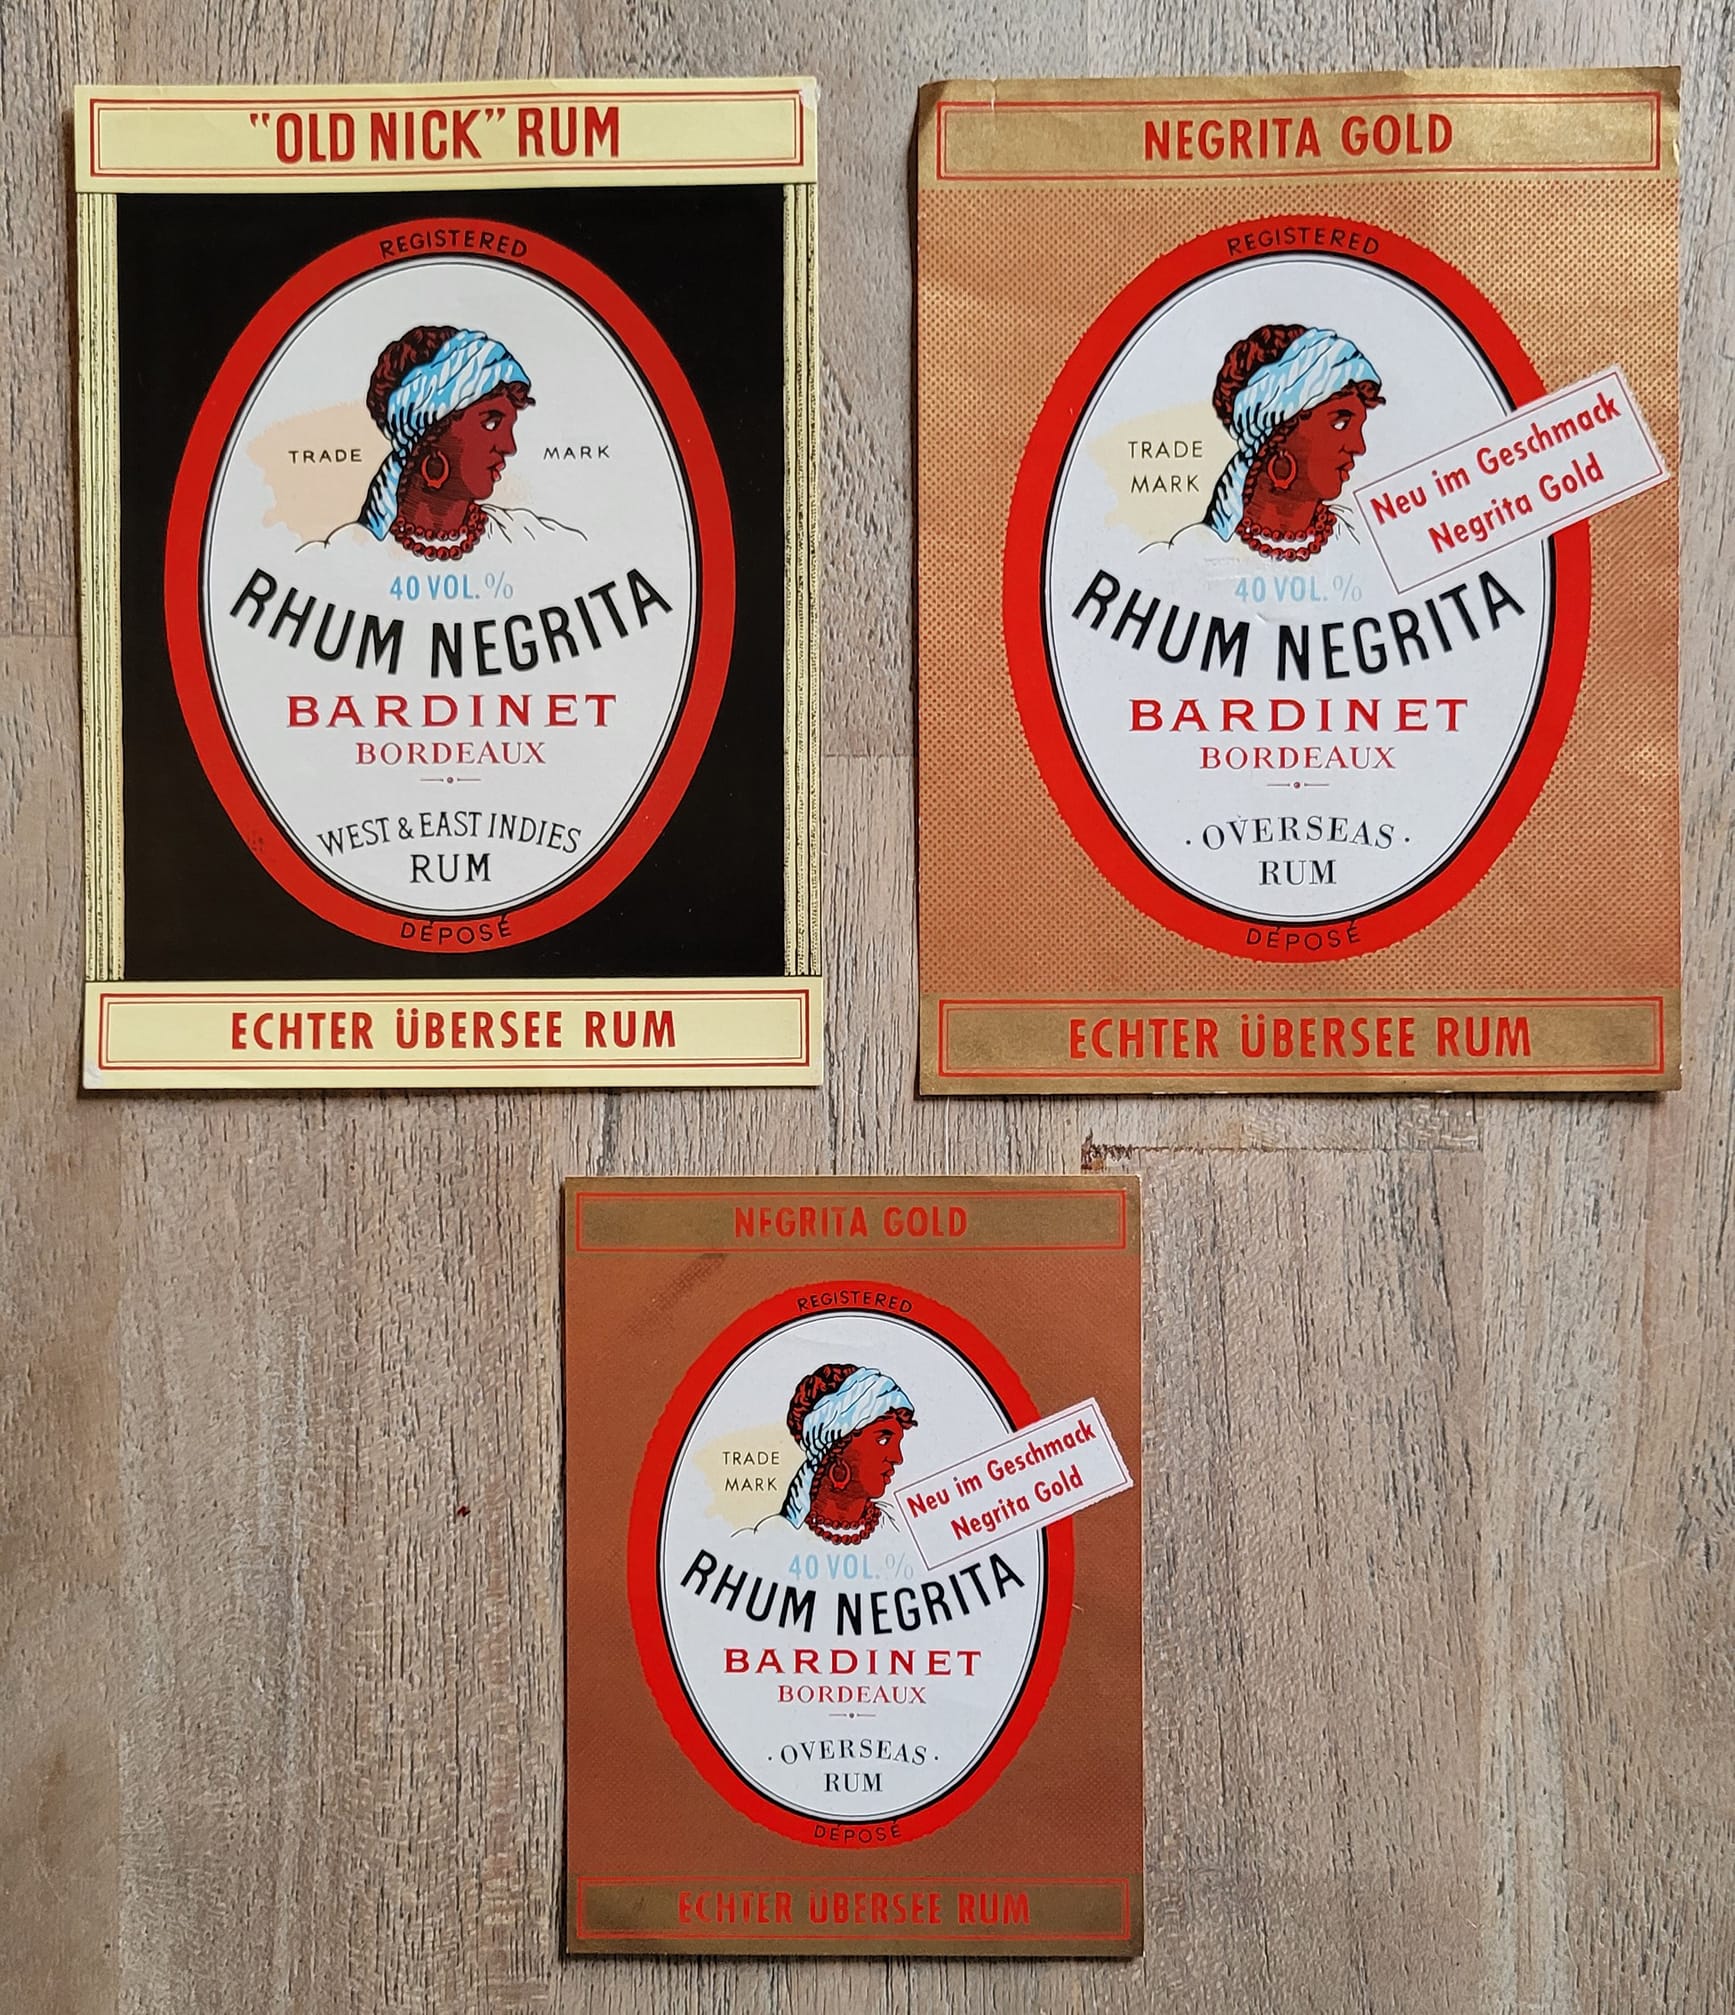 "OLD NICK" RUM
REGISTERED
TRADE MARK
40 VOL.%
RHUM NEGRITA
BARDINET
BORDEAUX
WEST & EAST INDIES
RUM
DÉPOSÉ
ECHTER ÜBERSEE RUM
NEGRITA GOLD
REGISTERED
TRADE
MARK
Neu im Geschmack
Negrita Gold
40 VOL.%
RHUM NEGRITA
BARDINET
BORDEAUX
· OVERSEAS ·
RUM
DÉPOSÉ
ECHTER ÜBERSEE RUM
NEGRITA GOLD
REGISTERED
TRADE
MARK
Neu im Geschmack
Negrita Gold
40 VOL.%
RHUM NEGRITA
BARDINET
BORDEAUX
· OVERSEAS ·
RUM
DÉPOSÉ
ECHTER ÜBERSEE RUM